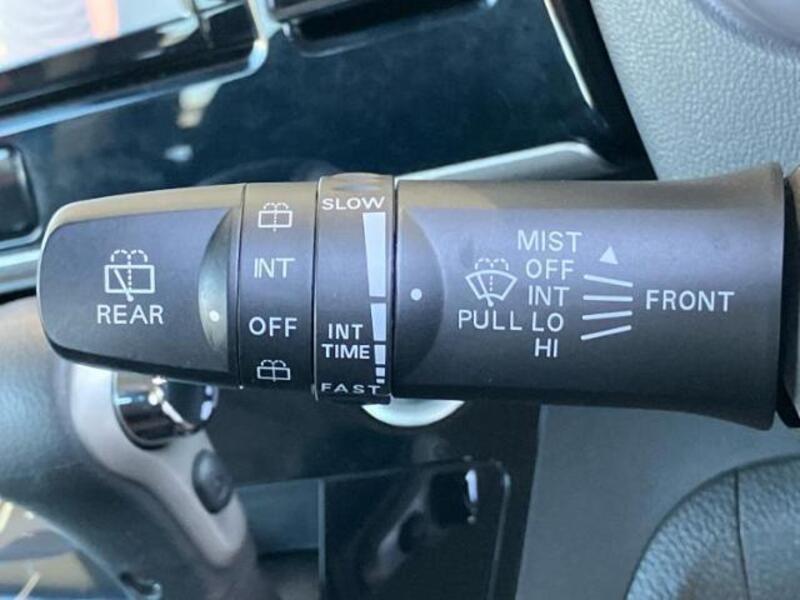 REAR
INT
OFF
SLOW
INT
TIME
FAST
MIST
OFF
INT
PULL LO
HI
FRONT